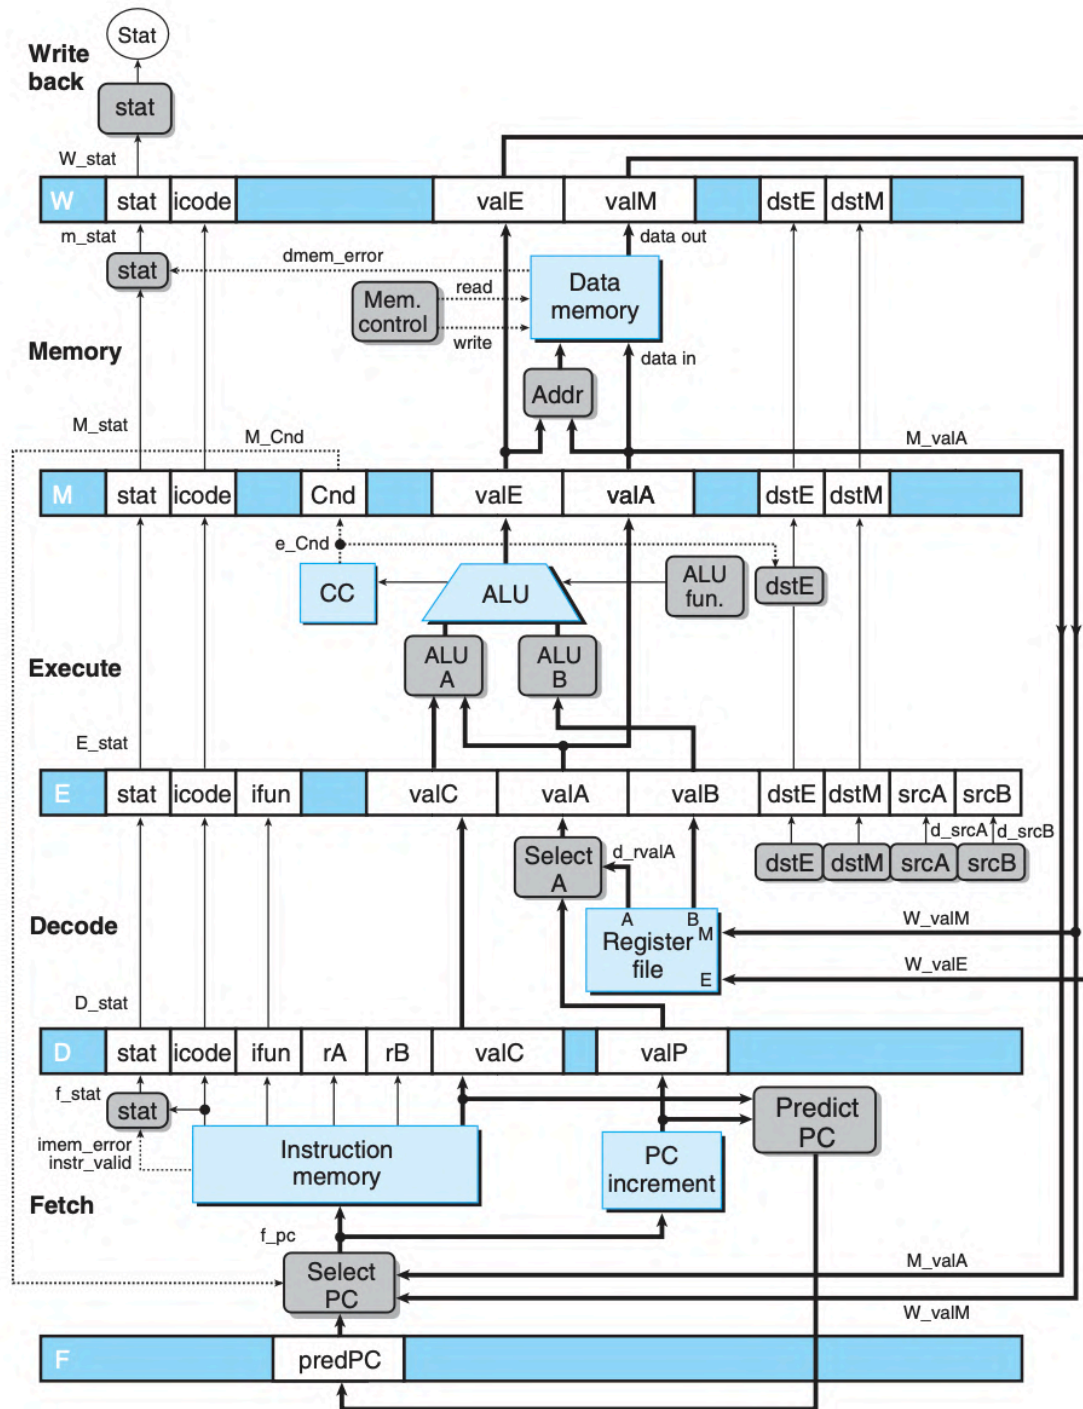 Stat
Write
back
stat
W_stat
W stat icode valE valM dstE dstM
m_stat
data out
stat
dmem_error
Data
memory
read
Mem.
control
write
Memory
data in
Addr
M_stat
M_Cnd
M_valA
M stat icode Cnd valE valA dstE dstM
e_Cnd
CC
ALU
ALU
fun.
dstE
ALU
A
ALU
B
Execute
E_stat
E stat icode ifun valC valA valB dstE dstM srcA srcB
d_srcA d_srcB
Select
A
d_rvalA
dstE dstM srcA srcB
Decode
A B
M
Register
file
E
W_valM
W_valE
D_stat
D stat icode ifun rA rB valC valP
f_stat
stat
Predict
PC
imem_error
instr_valid
Instruction
memory
PC
increment
Fetch
f_pc
Select
PC
M_valA
W_valM
F predPC